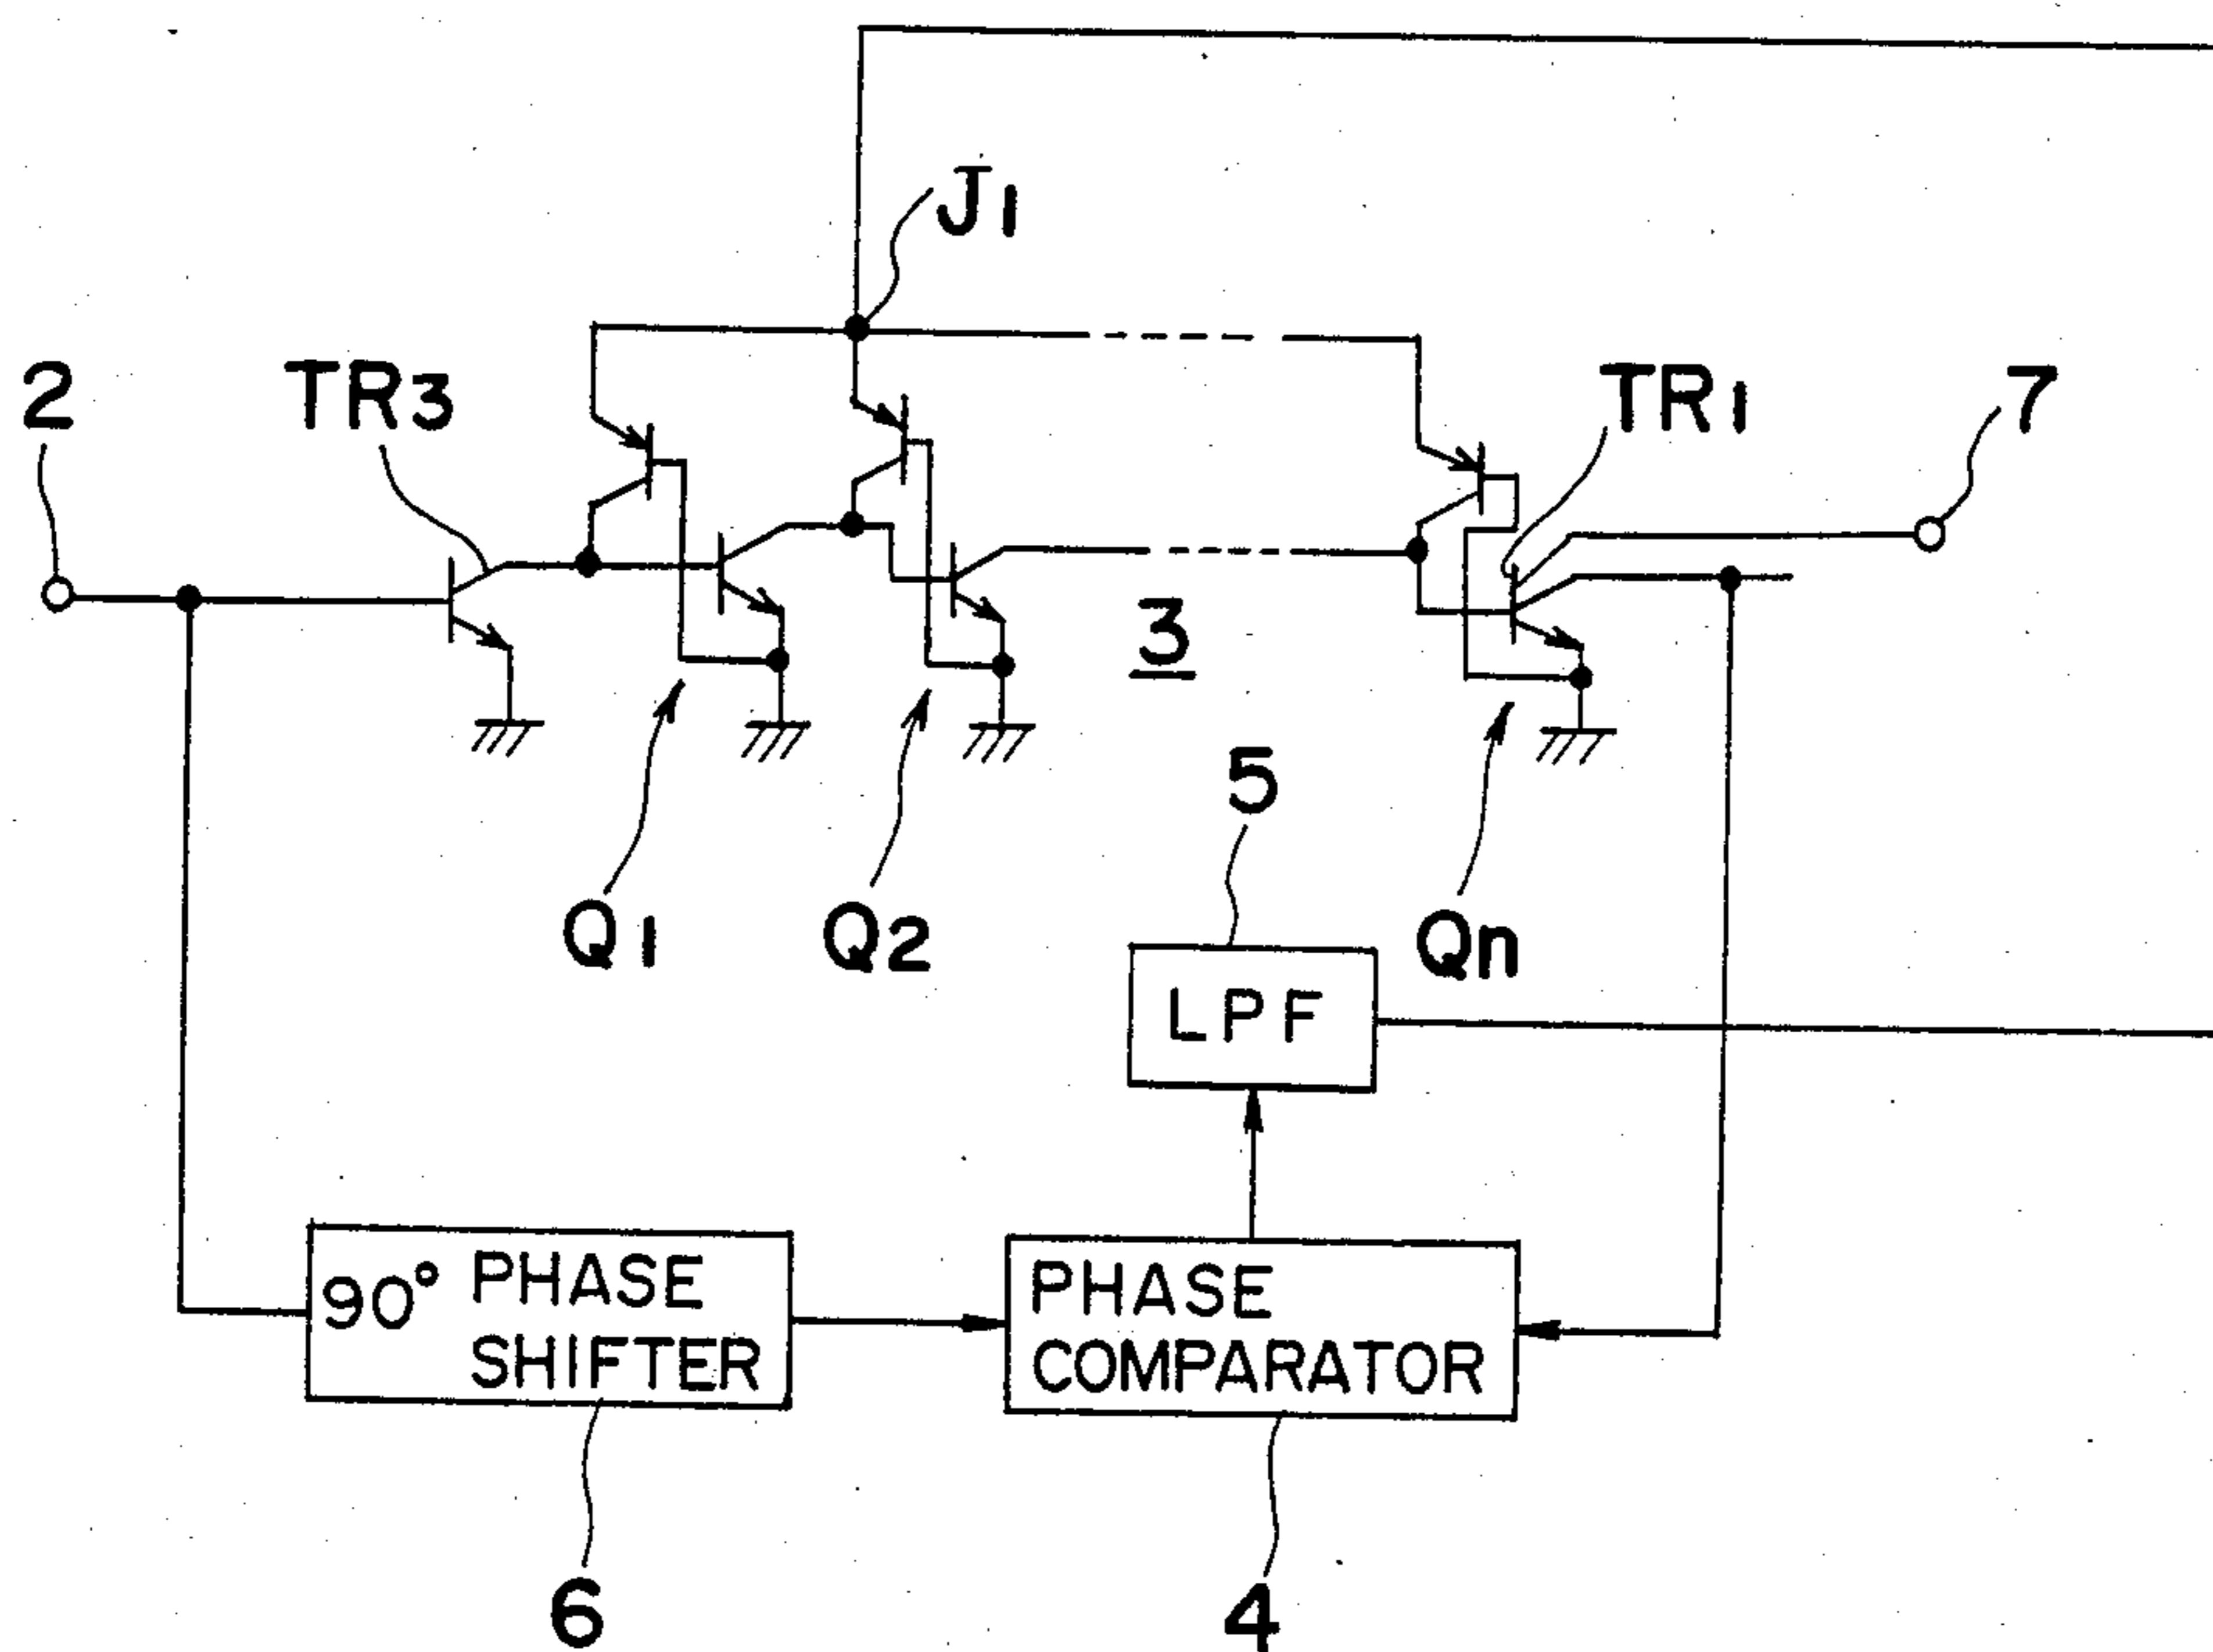 J1
2
TR3
TR1
7
3
5
Q1
Q2
Qn
LPF
90° PHASE
SHIFTER
PHASE
COMPARATOR
6
4